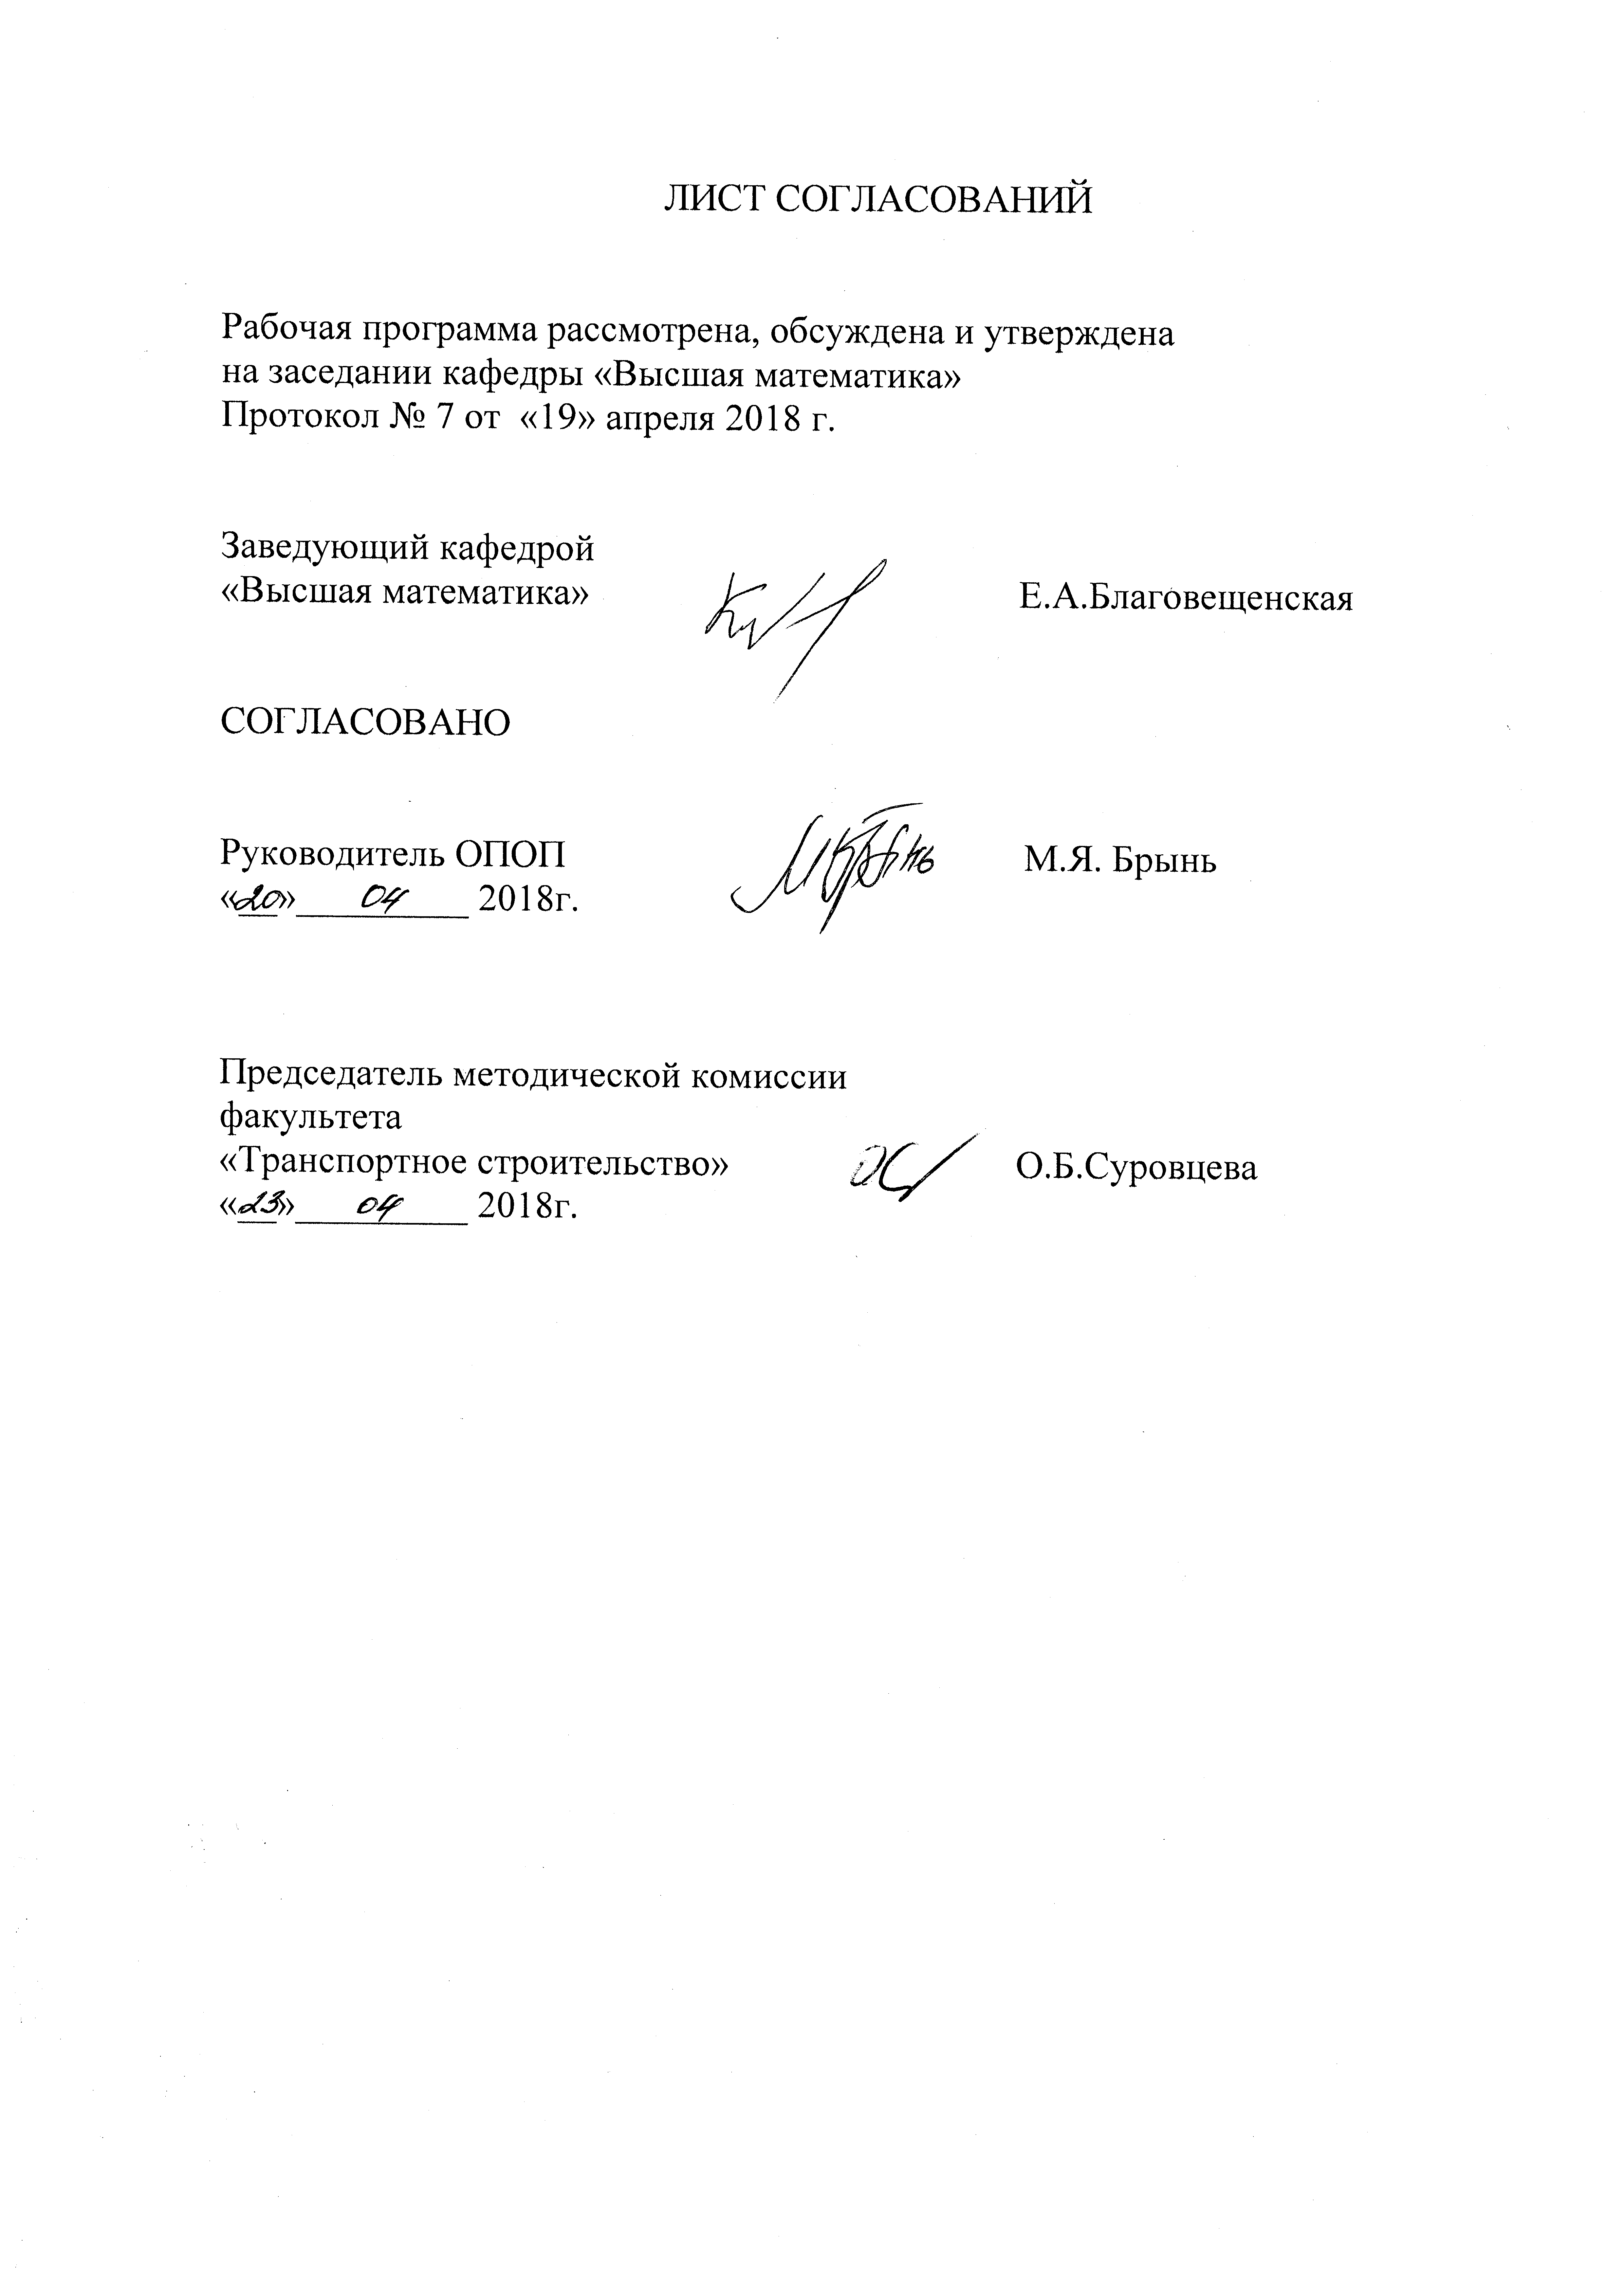 ЛИСТ СОГЛАСОВАНИЙ
Рабочая программа рассмотрена, обсуждена и утверждена
на заседании кафедры «Высшая математика»
Протокол № 7 от «19» апреля 2018 г.
Заведующий кафедрой
«Высшая математика» Е.А.Благовещенская
СОГЛАСОВАНО
Руководитель ОПОП М.Я. Брынь
«20» 04 2018г.
Председатель методической комиссии
факультета
«Транспортное строительство» О.Б.Суровцева
«23» 04 2018г.